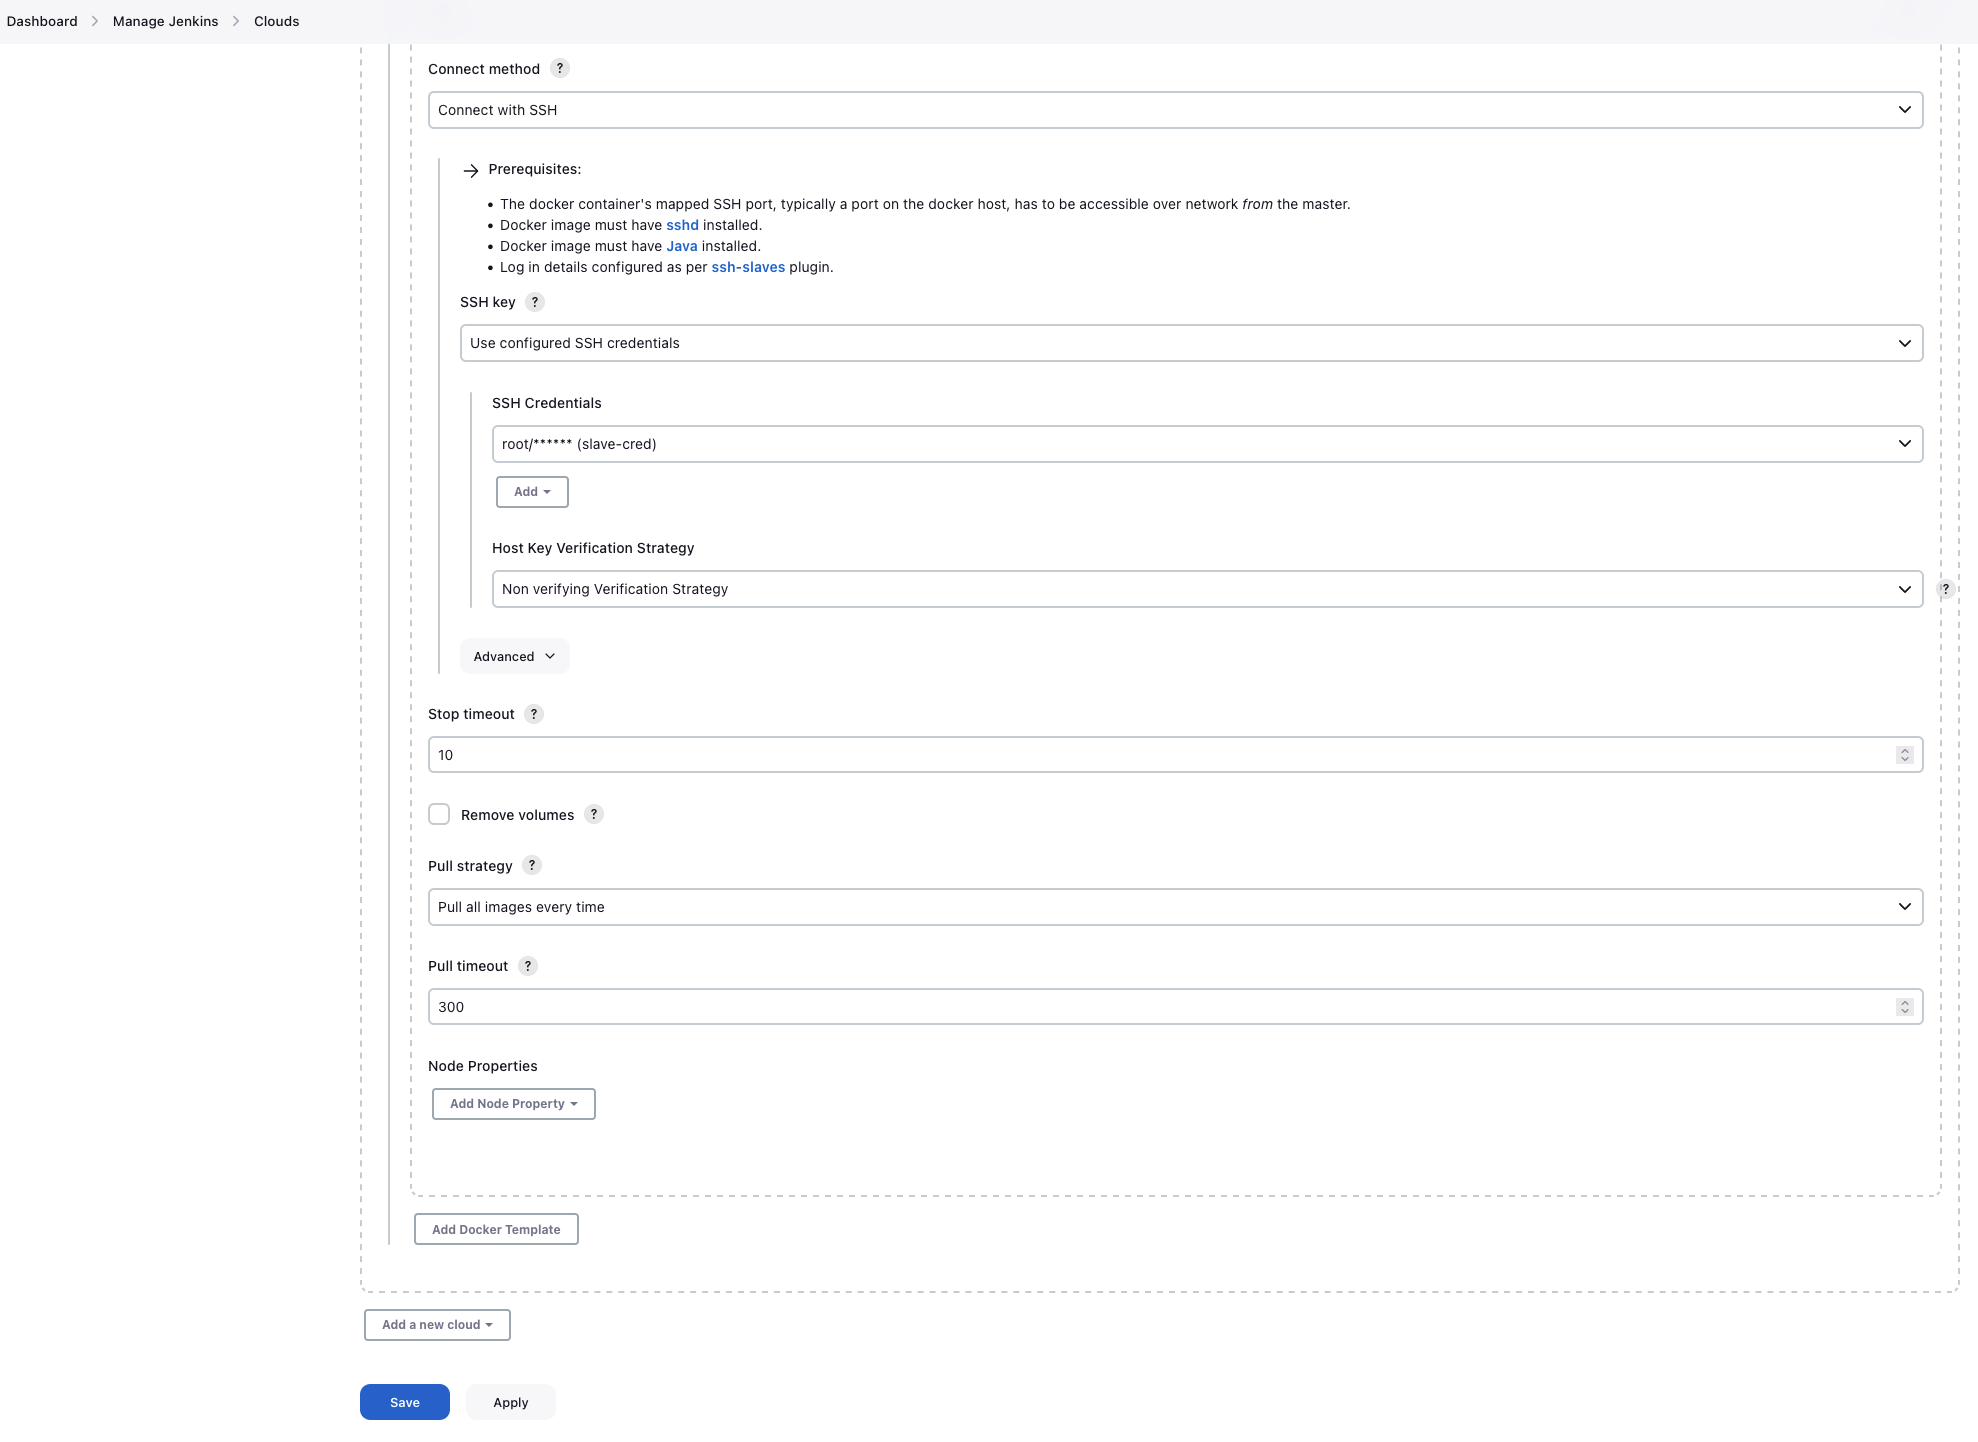 Dashboard > Manage Jenkins > Clouds
Connect method ?
Connect with SSH
→ Prerequisites:
• The docker container's mapped SSH port, typically a port on the docker host, has to be accessible over network from the master.
• Docker image must have sshd installed.
• Docker image must have Java installed.
• Log in details configured as per ssh-slaves plugin.
SSH key ?
Use configured SSH credentials
SSH Credentials
root/****** (slave-cred)
Add
Host Key Verification Strategy
Non verifying Verification Strategy ?
Advanced
Stop timeout ?
10
Remove volumes ?
Pull strategy ?
Pull all images every time
Pull timeout ?
300
Node Properties
Add Node Property
Add Docker Template
Add a new cloud
Save Apply